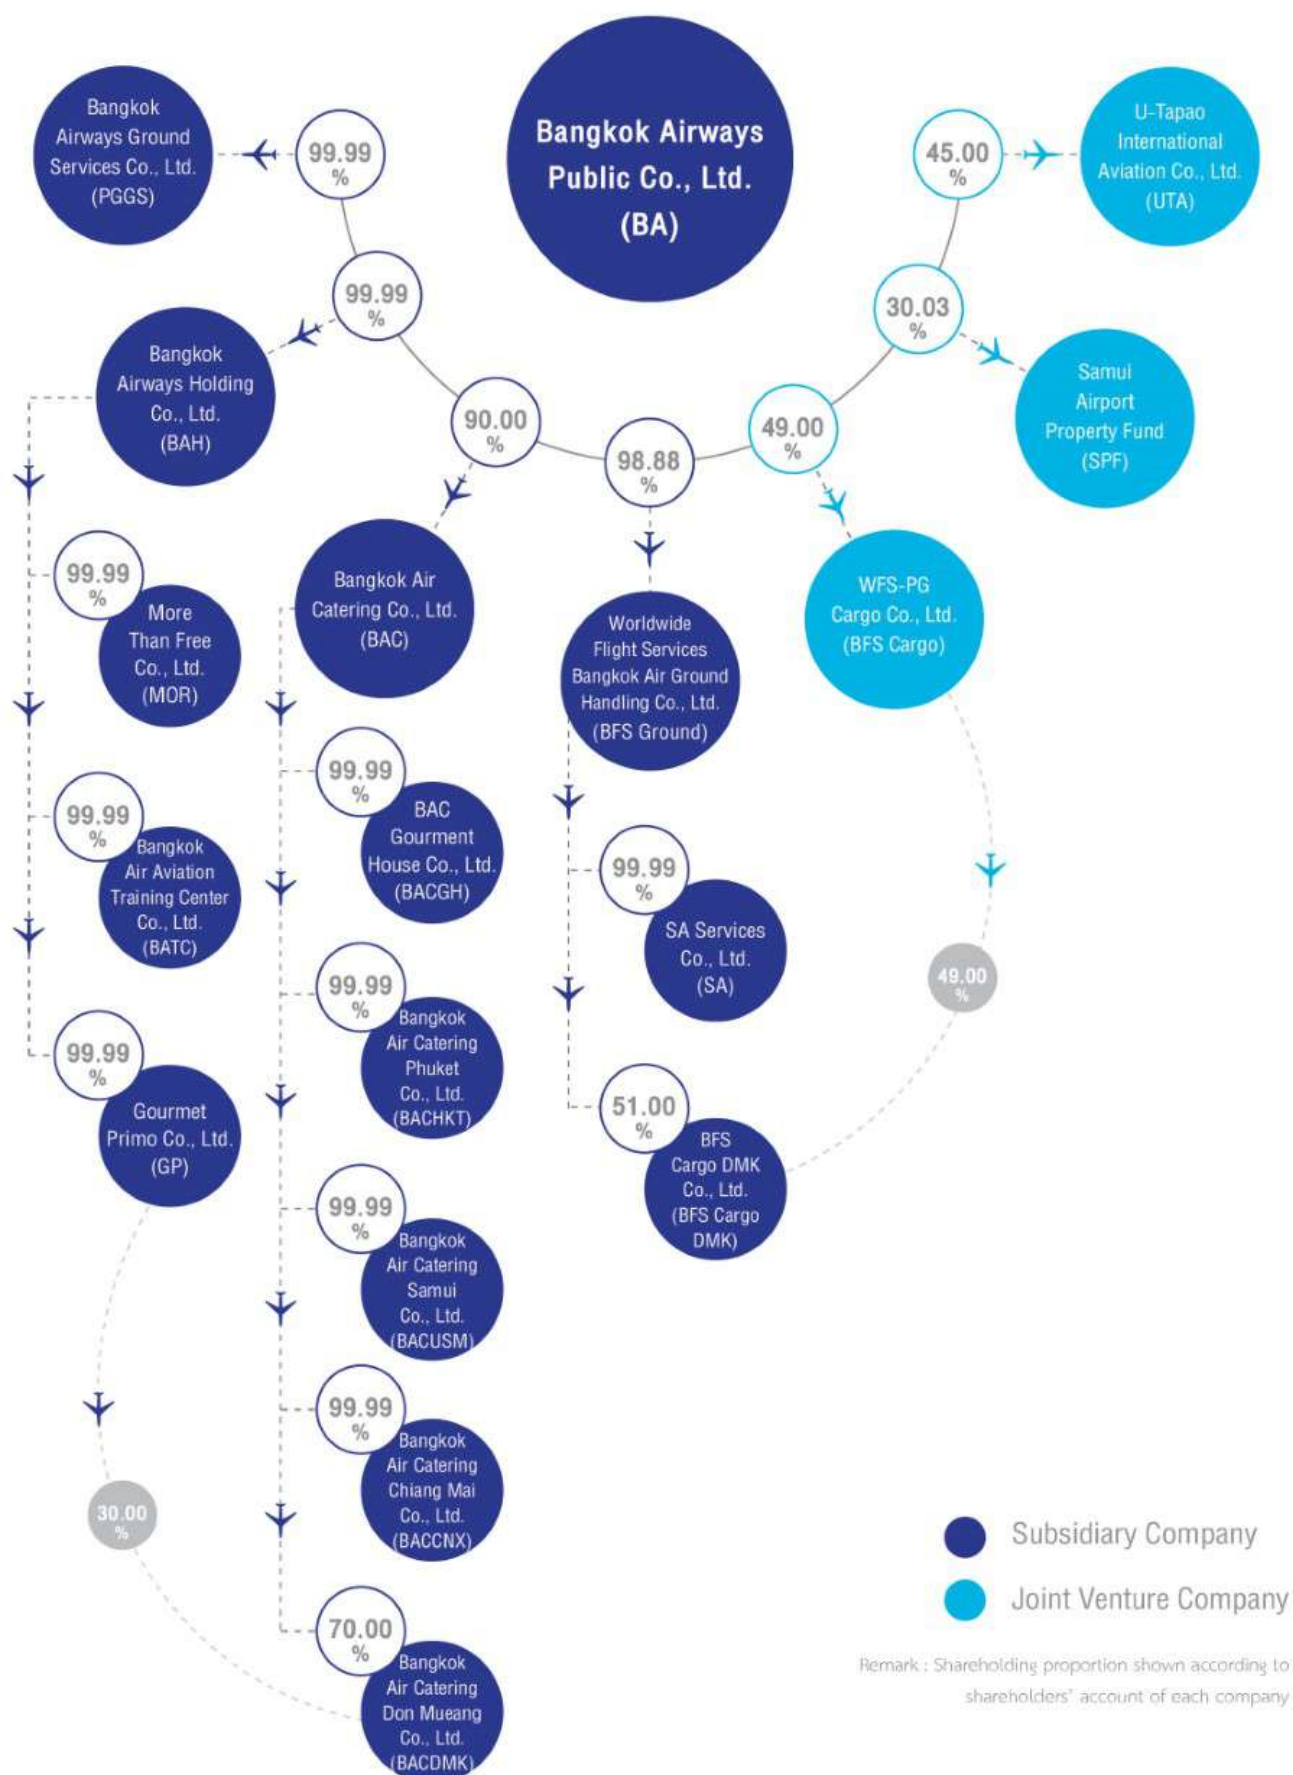 Bangkok Airways
Public Co., Ltd.
(BA)
Bangkok
Airways Ground
Services Co., Ltd.
(PGGS)
99.99
%
45.00
%
U-Tapao
International
Aviation Co., Ltd.
(UTA)
99.99
%
30.03
%
Bangkok
Airways Holding
Co., Ltd.
(BAH)
Samui
Airport
Property Fund
(SPF)
90.00
%
98.88
%
49.00
%
99.99
%
More
Than Free
Co., Ltd.
(MOR)
Bangkok Air
Catering Co., Ltd.
(BAC)
Worldwide
Flight Services
Bangkok Air Ground
Handling Co., Ltd.
(BFS Ground)
WFS-PG
Cargo Co., Ltd.
(BFS Cargo)
99.99
%
Bangkok
Air Aviation
Training Center
Co., Ltd.
(BATC)
99.99
%
BAC
Gourment
House Co., Ltd.
(BACGH)
99.99
%
SA Services
Co., Ltd.
(SA)
49.00
%
99.99
%
Gourmet
Primo Co., Ltd.
(GP)
99.99
%
Bangkok
Air Catering
Phuket
Co., Ltd.
(BACHKT)
51.00
%
BFS
Cargo DMK
Co., Ltd.
(BFS Cargo
DMK)
99.99
%
Bangkok
Air Catering
Samui
Co., Ltd.
(BACUSM)
99.99
%
Bangkok
Air Catering
Chiang Mai
Co., Ltd.
(BACCNX)
30.00
%
70.00
%
Bangkok
Air Catering
Don Mueang
Co., Ltd.
(BACDMK)
Subsidiary Company
Joint Venture Company
Remark : Shareholding proportion shown according to
shareholders' account of each company